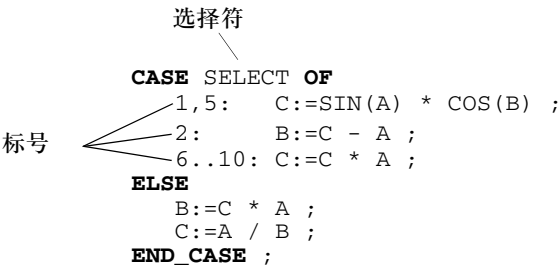 选择符
CASE SELECT OF
1,5: C:=SIN(A) * COS(B) ;
标号
2: B:=C - A ;
6..10: C:=C * A ;
ELSE
B:=C * A ;
C:=A / B ;
END_CASE ;